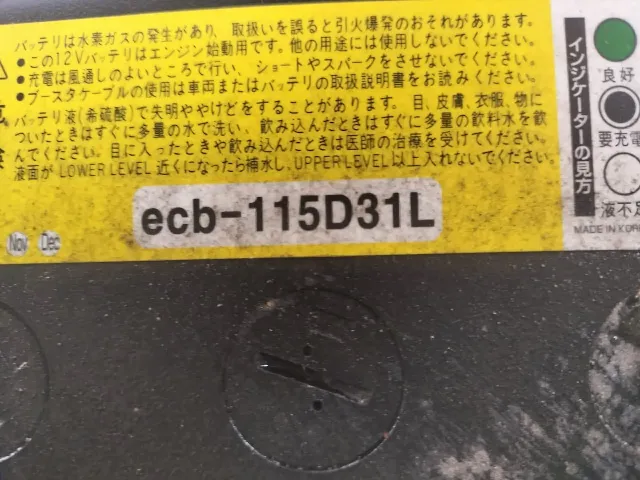 バッテリは水素ガスの発生があり、取扱いを誤ると引火爆発のおそれがあります。
●この12Vバッテリはエンジン始動用です。他の用途には使用しないでください。
●充電は風通しのよいところで行い、ショートやスパークをさせないでください。
●ブースタケーブルの使用は車両またはバッテリの取扱説明書をお読みください。
バッテリ液(希硫酸)で失明ややけどをすることがあります。目、皮膚、衣服、物に
ついたときはすぐに多量の水で洗い、飲み込んだときはすぐに多量の飲料水を飲
んでください。目に入ったときや飲み込んだときは医師の治療を受けてください。
液面が LOWER LEVEL 近くになったら補水し、UPPER LEVEL 以上入れないでください。
ecb-115D31L
Nov Dec
インジケーターの見方
良好
要充電
液不足
MADE IN KOR